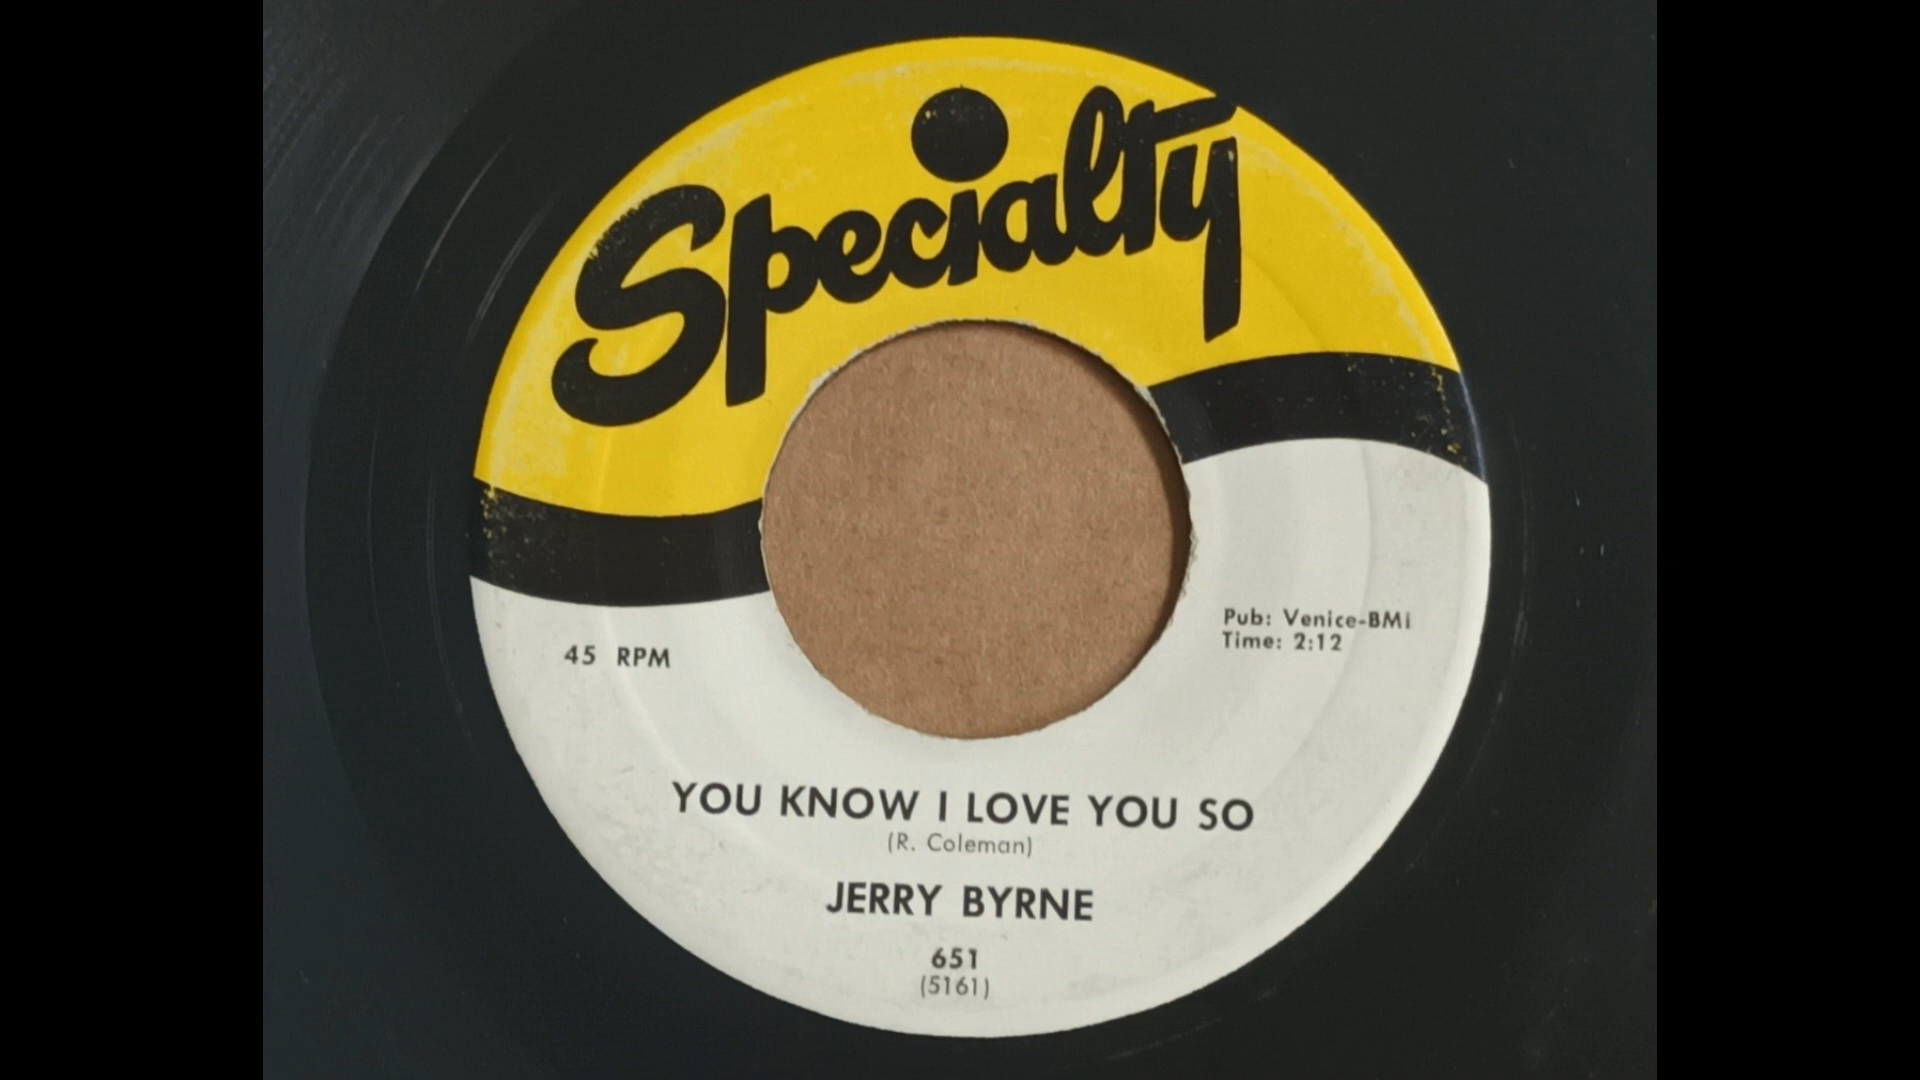 Specialty
45 RPM
Pub: Venice-BMi
Time: 2:12
YOU KNOW I LOVE YOU SO
(R. Coleman)
JERRY BYRNE
651
(5161)